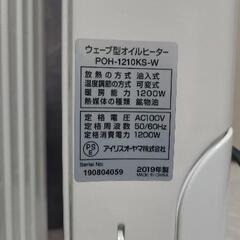 ウェーブ型オイルヒーター
POH-1210KS-W
放熱の方式 油入式
温度調節の方式 可変式
暖房能力 1200W
熱媒体の種類 鉱物油
定格電圧 AC100V
定格周波数 50/60Hz
定格消費電力 1200W
PSE アイリスオーヤマ株式会社
Serial No: 2019年製
190804059 MADE IN CHINA